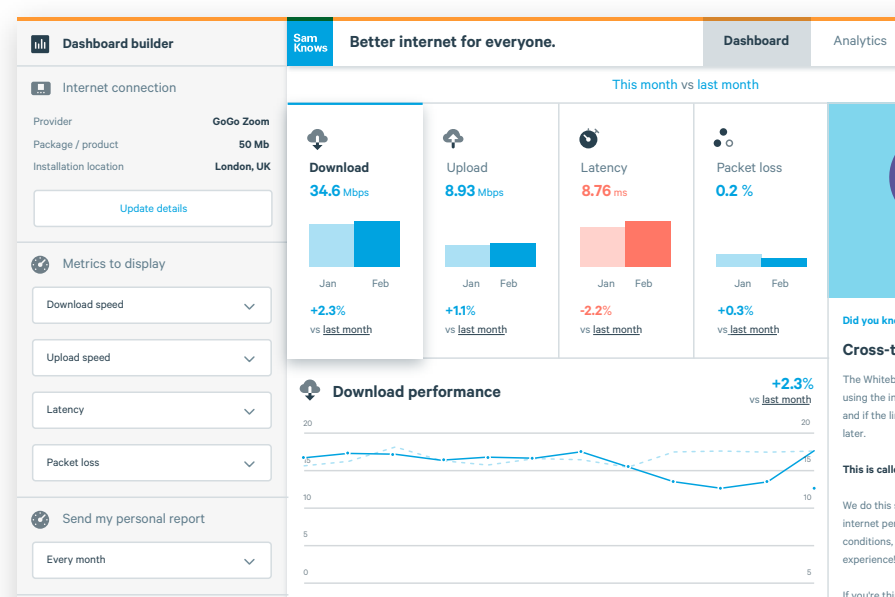 Dashboard builder
Sam
Knows
Better internet for everyone.
Dashboard
Analytics
Internet connection
Provider
GoGo Zoom
Package / product
50 Mb
Installation location
London, UK
Update details
Metrics to display
Download speed
Upload speed
Latency
Packet loss
Send my personal report
Every month
This month vs last month
Download
34.6 Mbps
Jan
Feb
+2.3%
vs last month
Upload
8.93 Mbps
Jan
Feb
+1.1%
vs last month
Latency
8.76 ms
Jan
Feb
-2.2%
vs last month
Packet loss
0.2 %
Jan
Feb
+0.3%
vs last month
Download performance
+2.3%
vs last month
20
20
15
15
10
10
5
0
5
Did you
Cross-
The
using the
and if the
later.
This is
We do this
internet
conditions,
experience!
If you're